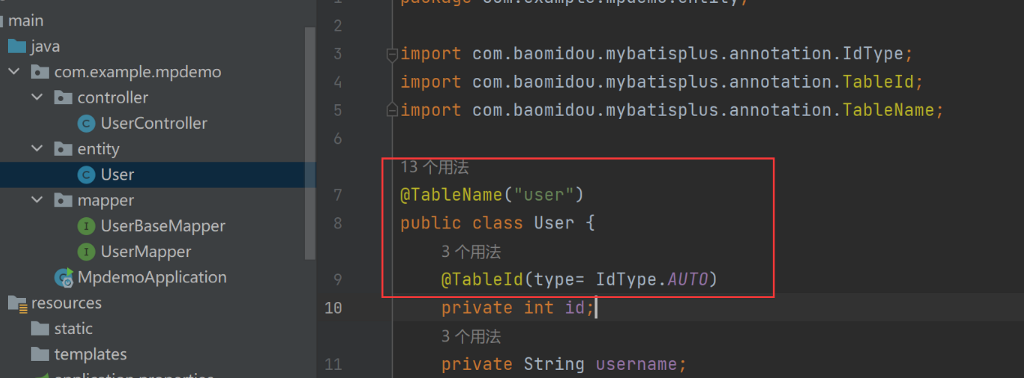 main
java
com.example.mpdemo
controller
UserController
entity
User
mapper
UserBaseMapper
UserMapper
MpdemoApplication
resources
static
templates
application.properties
1 package com.example.mpdemo.entity;
2
3 import com.baomidou.mybatisplus.annotation.IdType;
4 import com.baomidou.mybatisplus.annotation.TableId;
5 import com.baomidou.mybatisplus.annotation.TableName;
6
13 个用法
7 @TableName("user")
8 public class User {
3 个用法
9 @TableId(type= IdType.AUTO)
10 private int id;
3 个用法
11 private String username;